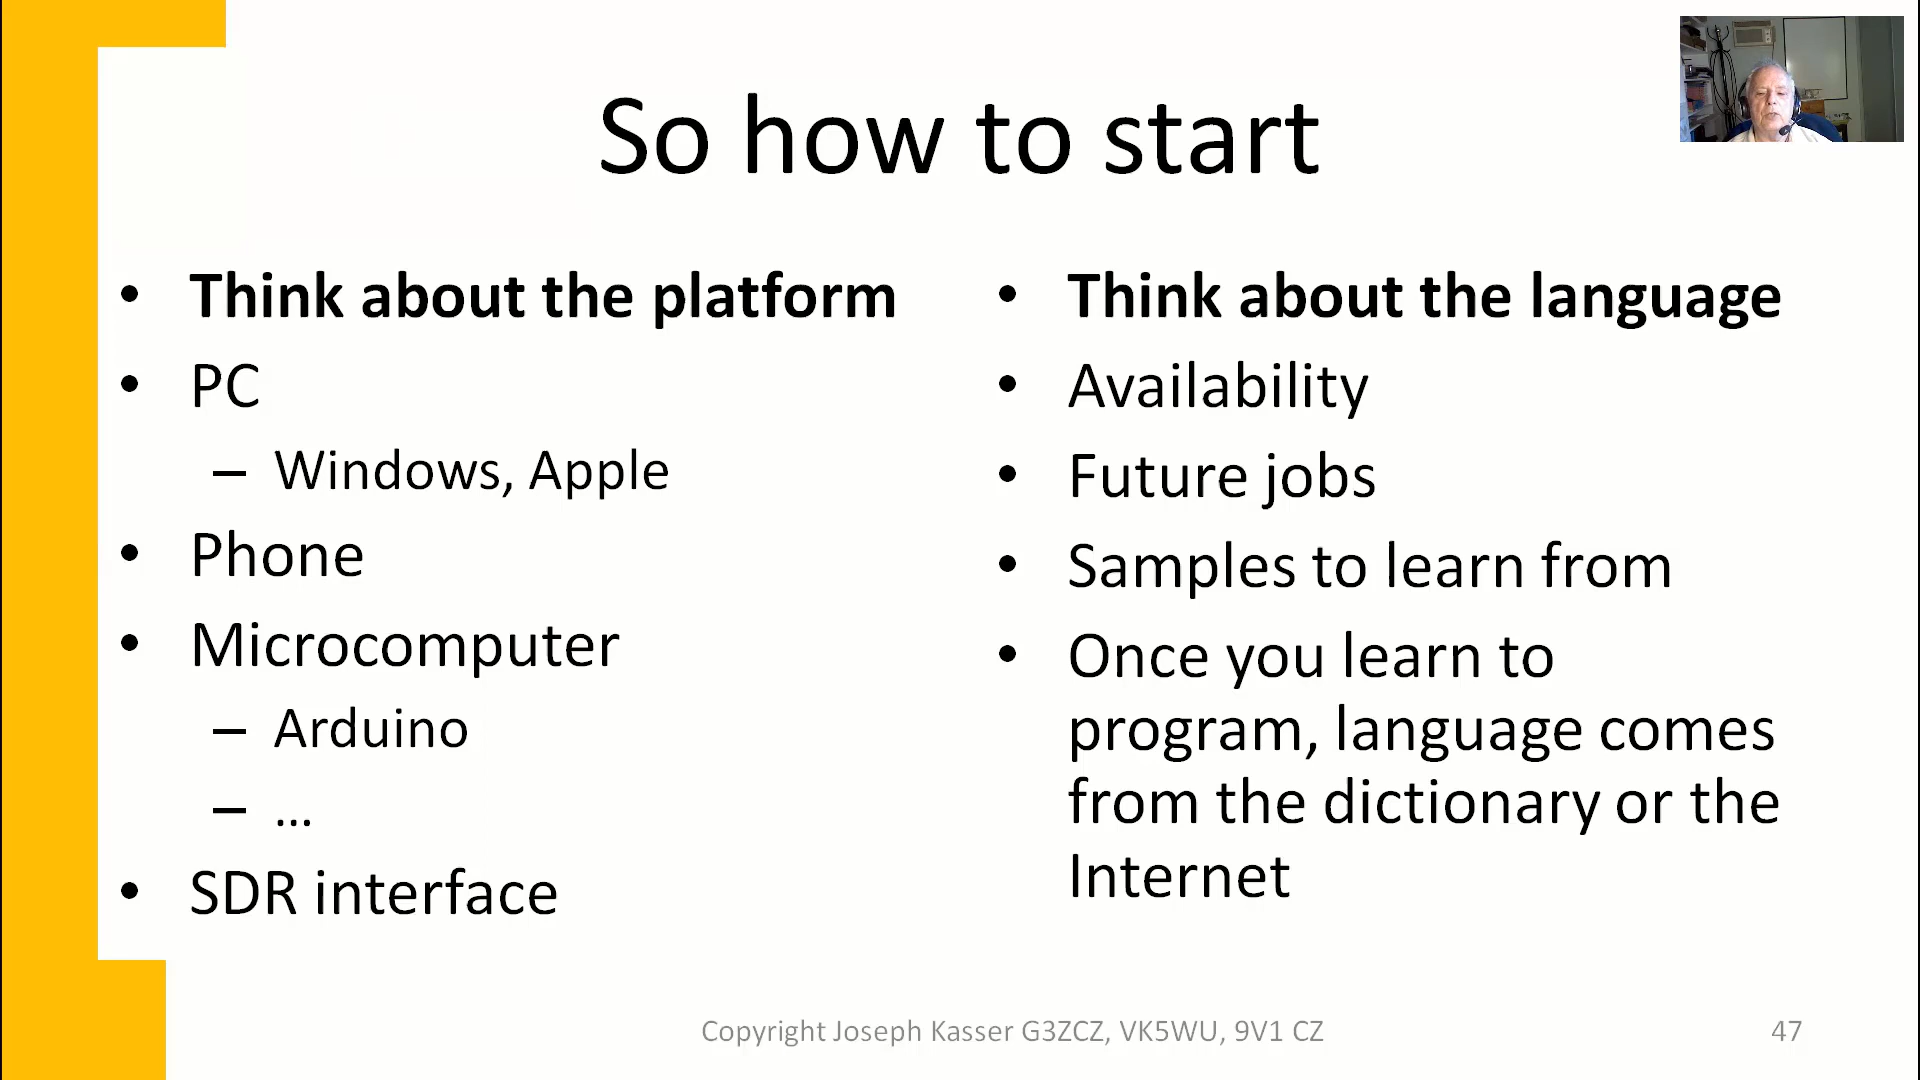 So how to start
• Think about the platform
• PC
– Windows, Apple
• Phone
• Microcomputer
– Arduino
– ...
• SDR interface
• Think about the language
• Availability
• Future jobs
• Samples to learn from
• Once you learn to
program, language comes
from the dictionary or the
Internet
Copyright Joseph Kasser G3ZCZ, VK5WU, 9V1 CZ
47